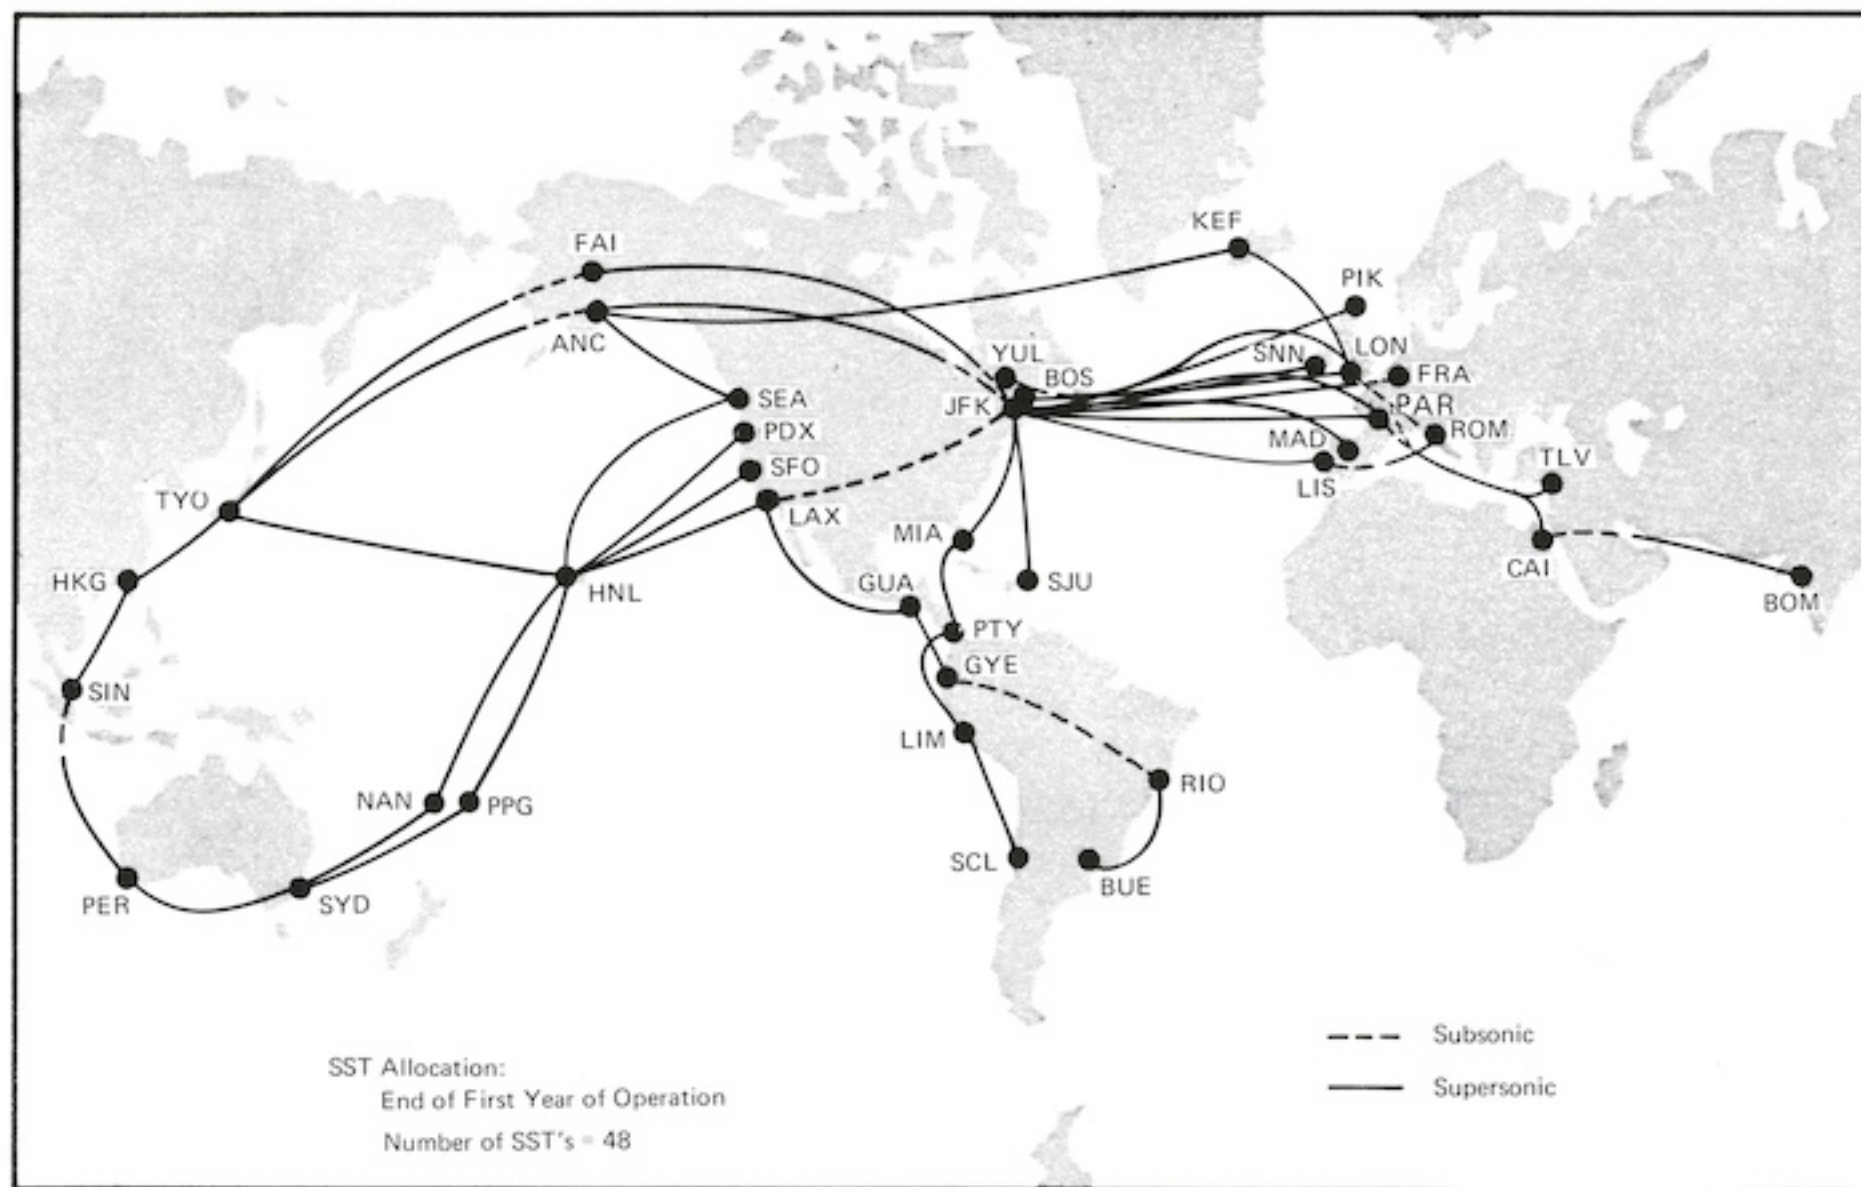 KEF
FAI
PIK
ANC
YUL
SNN
LON
BOS
FRA
JFK
PAR
SEA
PDX
MAD
ROM
SFO
TLV
LIS
TYO
LAX
MIA
CAI
HKG
HNL
GUA
SJU
BOM
PTY
GYE
SIN
LIM
RIO
NAN
PPG
SCL
BUE
PER
SYD
Subsonic
Supersonic
SST Allocation:
End of First Year of Operation
Number of SST's = 48